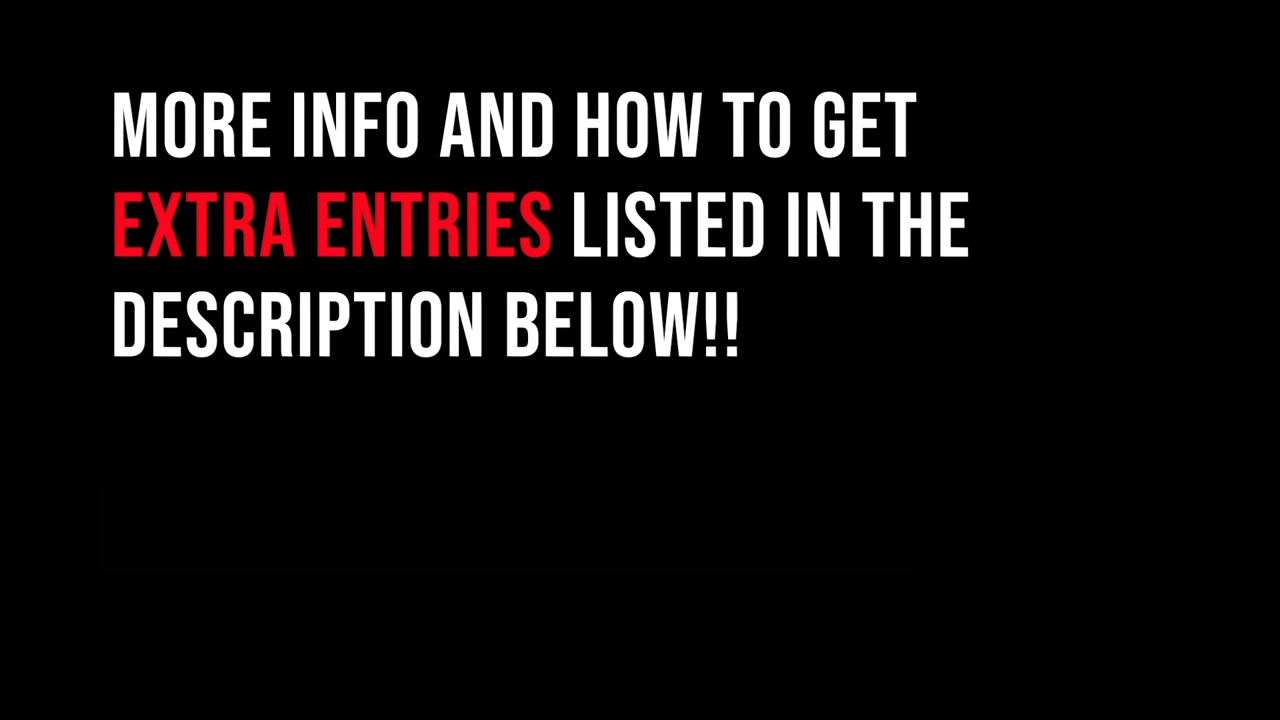 MORE INFO AND HOW TO GET
EXTRA ENTRIES LISTED IN THE
DESCRIPTION BELOW!!